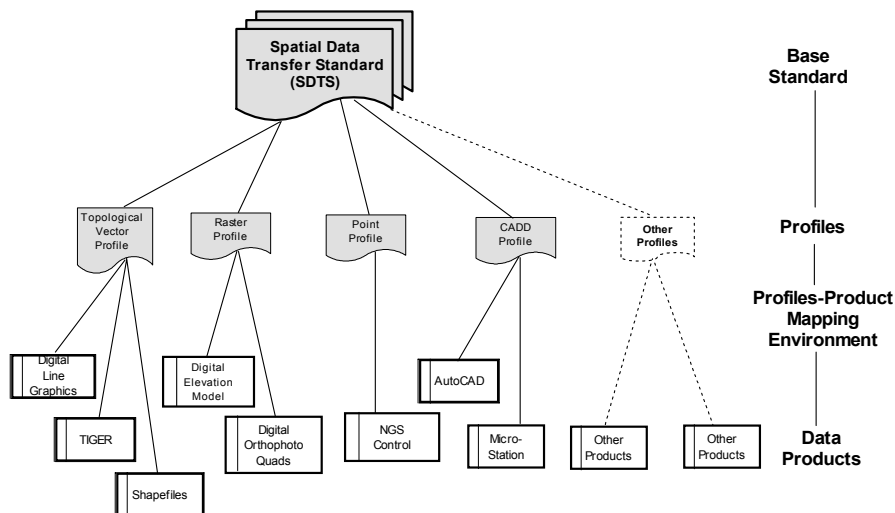 Spatial Data
Transfer Standard
(SDTS)
Base
Standard
Topological
Vector
Profile
Raster
Profile
Point
Profile
CADD
Profile
Other
Profiles
Profiles
Profiles-Product
Mapping
Environment
Digital
Line
Graphics
Digital
Elevation
Model
AutoCAD
TIGER
Digital
Orthophoto
Quads
NGS
Control
Micro-
Station
Other
Products
Other
Products
Data
Products
Shapefiles